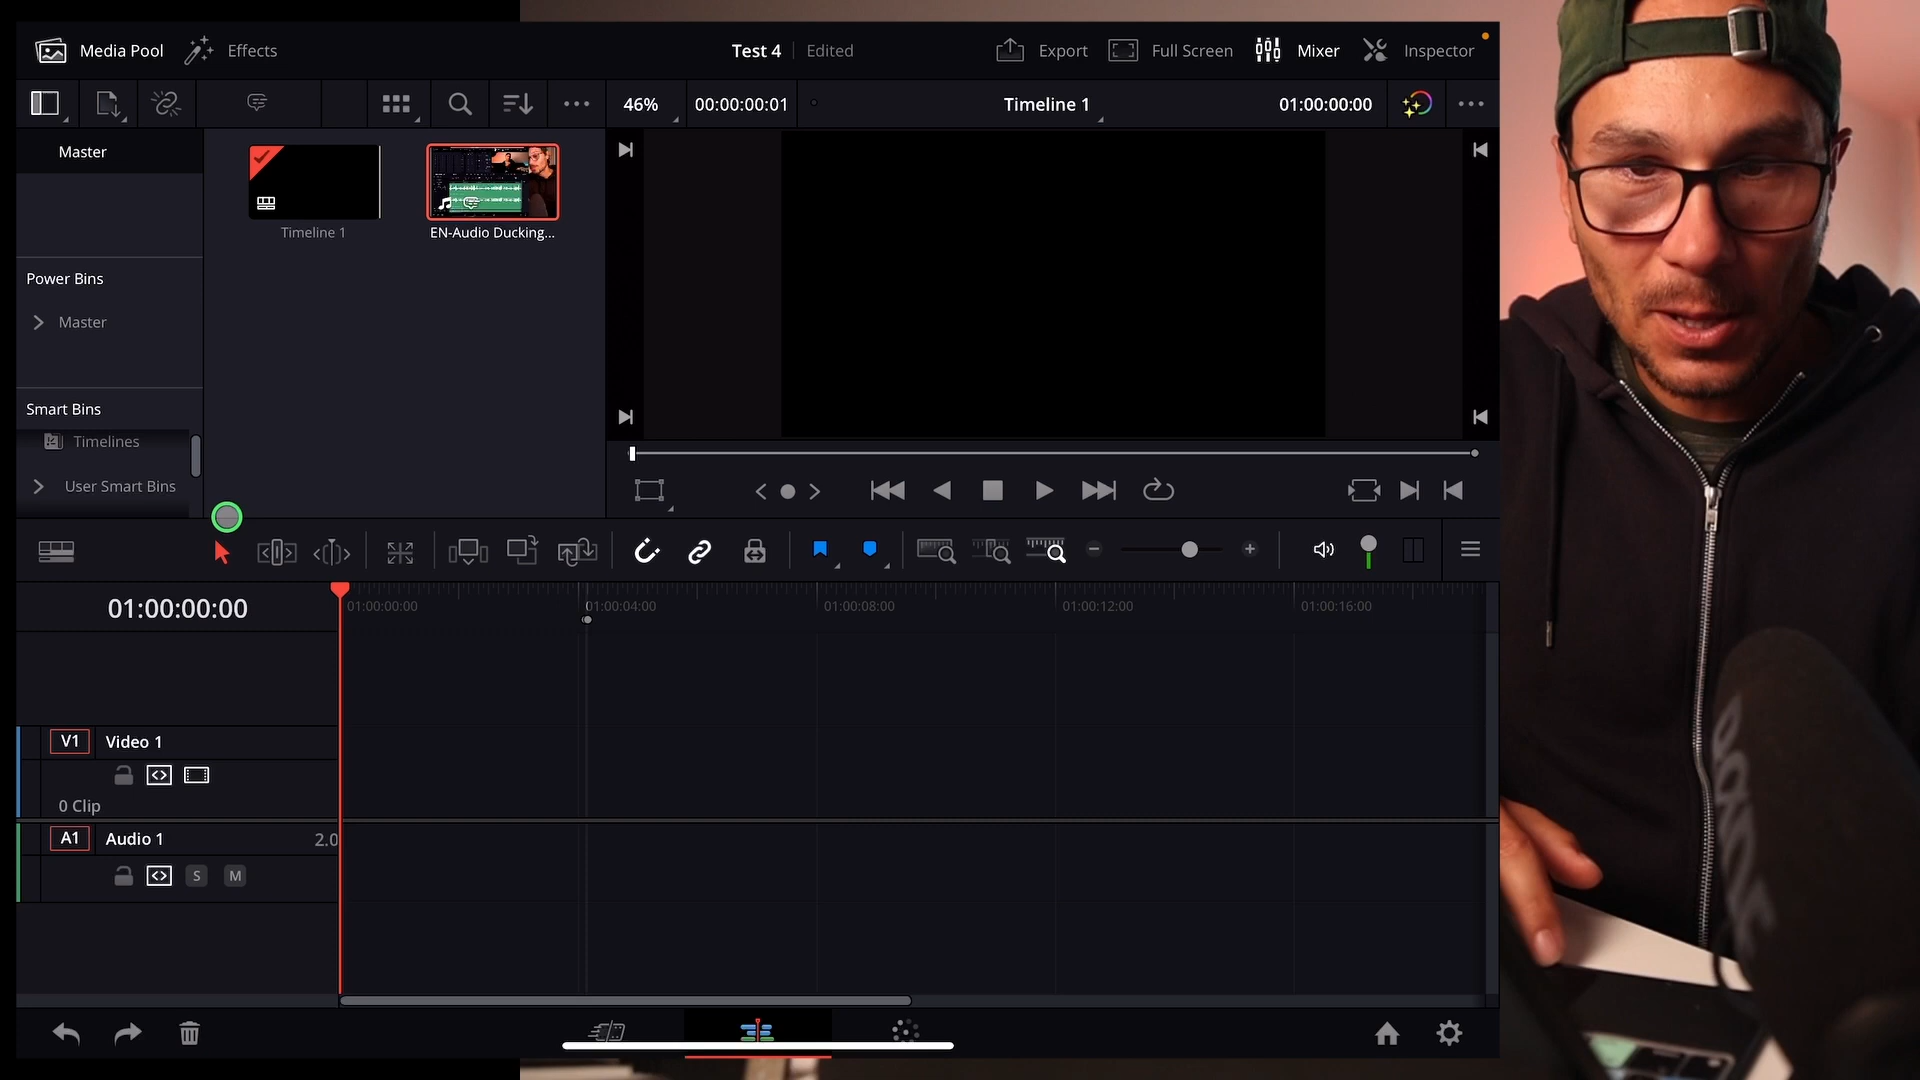 Media Pool
Effects
Test 4
Edited
Export
Full Screen
Mixer
Inspector
46%
00:00:00:01
Timeline 1
01:00:00:00
Master
Timeline 1
EN-Audio Ducking...
Power Bins
Master
Smart Bins
Timelines
User Smart Bins
01:00:00:00
01:00:00:00
01:00:04:00
01:00:08:00
01:00:12:00
01:00:16:00
V1
Video 1
0 Clip
A1
Audio 1
2.0
S
M